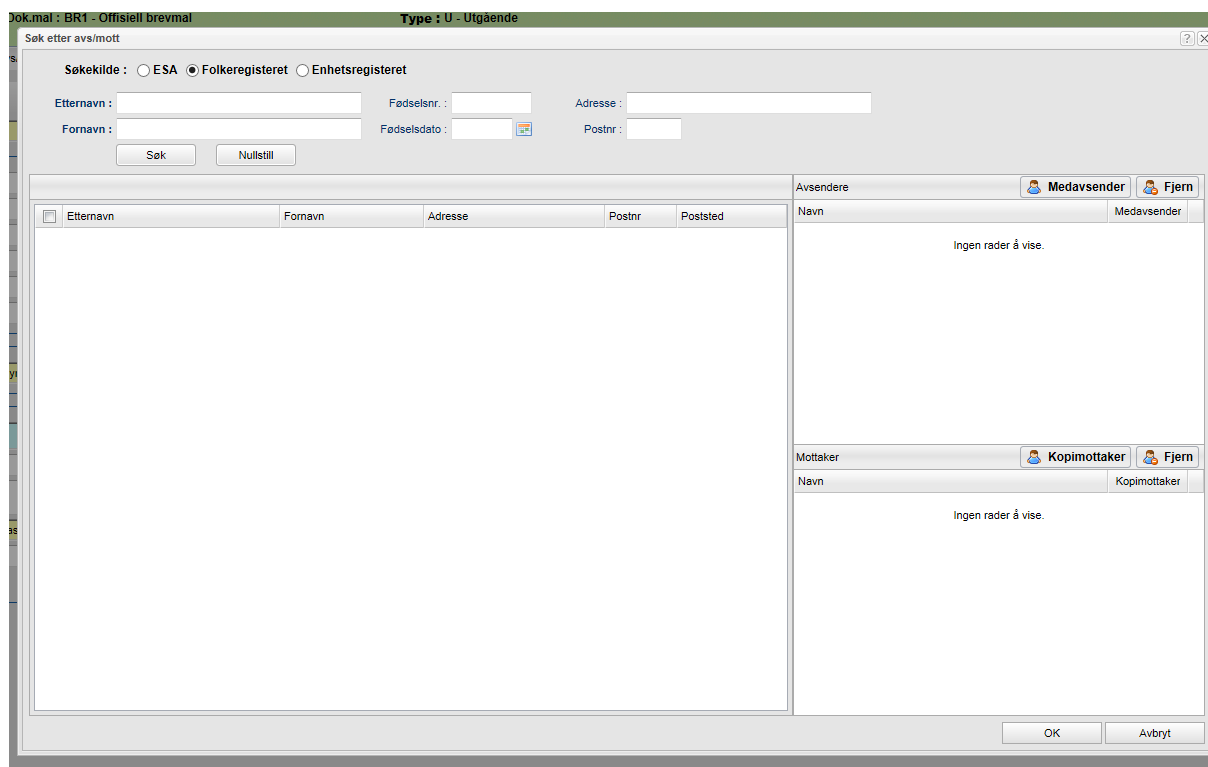 Dok.mal : BR1 - Offisiell brevmal Type : U - Utgående
Søk etter avs/mott
Søkekilde : ESA Folkeregisteret Enhetsregisteret
Etternavn : Fødselsnr. : Adresse :
Fornavn : Fødselsdato : Postnr :
Søk Nullstill
Avsendere Medavsender Fjern
Etternavn Fornavn Adresse Postnr Poststed
Navn Medavsender
Ingen rader å vise.
Mottaker Kopimottaker Fjern
Navn Kopimottaker
Ingen rader å vise.
OK Avbryt